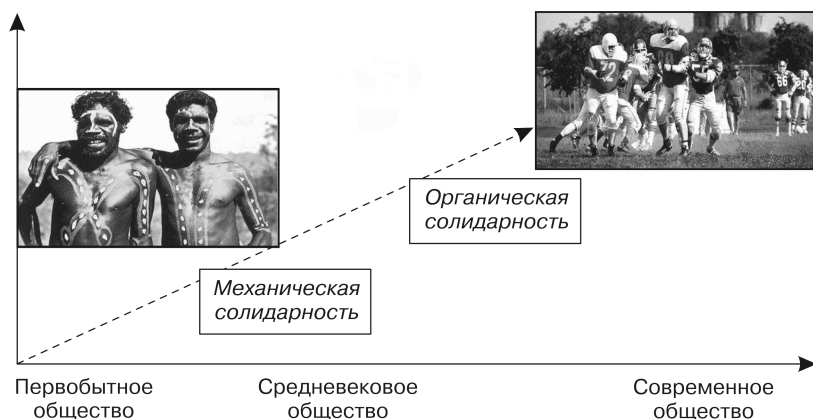 Органическая
солидарность
Механическая
солидарность
Первобытное
общество
Средневековое
общество
Современное
общество